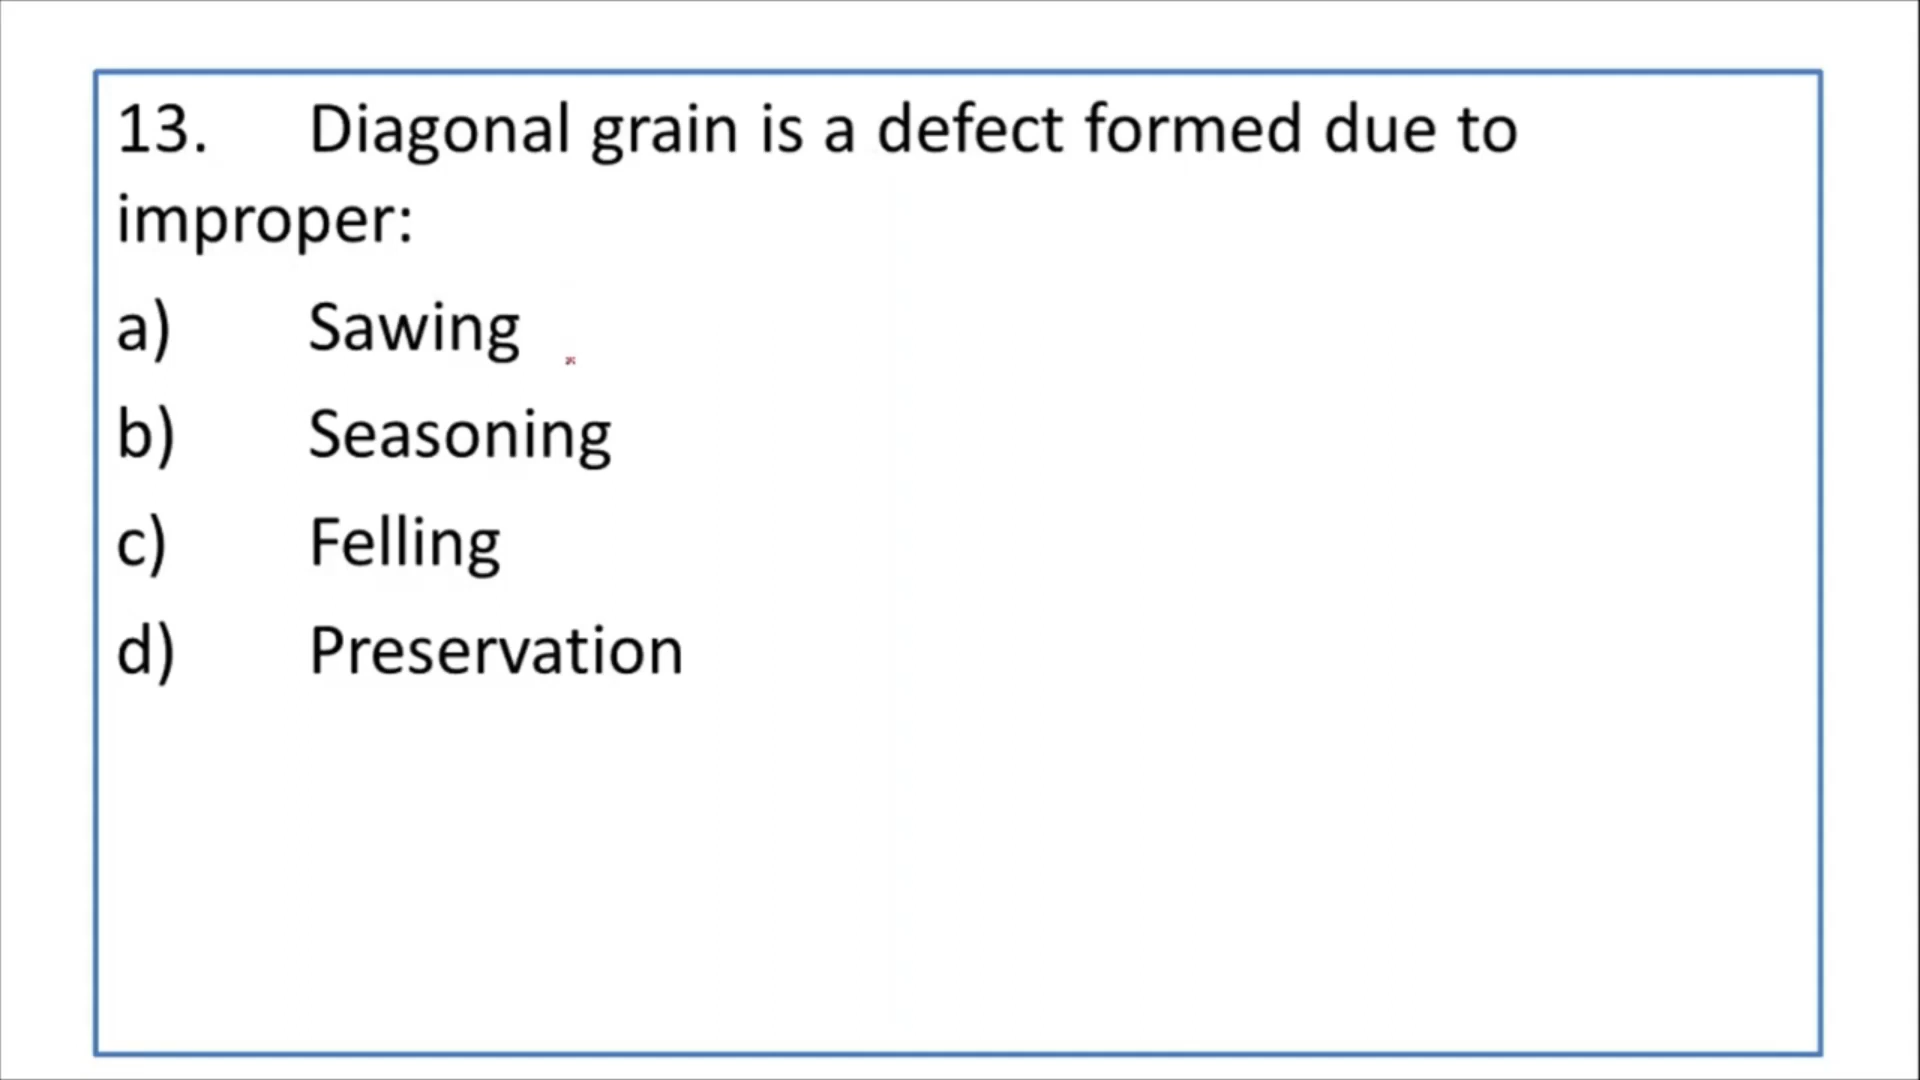 13. Diagonal grain is a defect formed due to
improper:
a) Sawing
b) Seasoning
c) Felling
d) Preservation